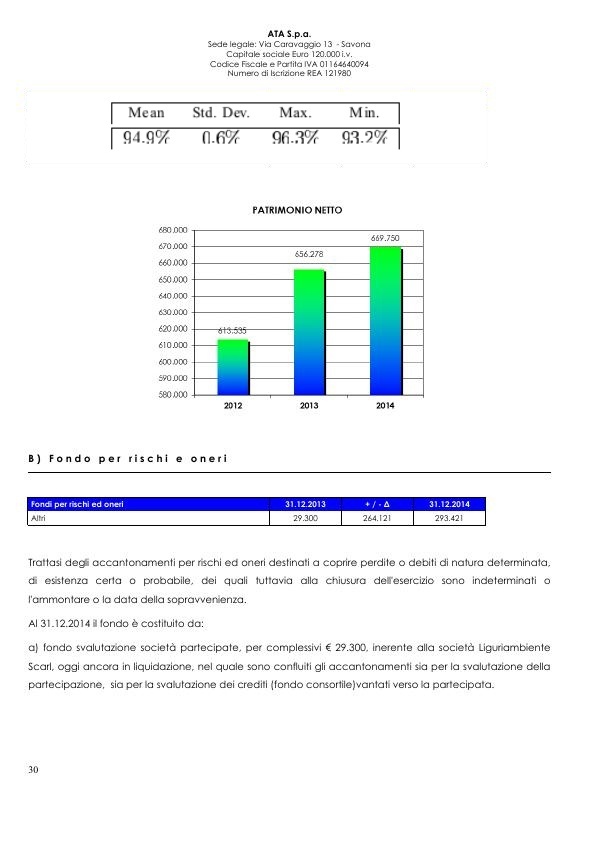 ATA S.p.a.
Sede legale: Via Caravaggio 13 - Savona
Capitale sociale Euro 120.000 i.v.
Codice Fiscale e Partita IVA 01164640094
Numero di Iscrizione REA 121980
Mean Std. Dev. Max. Min.
94.9% 0.6% 96.3% 93.2%
PATRIMONIO NETTO
680.000
670.000
660.000
650.000
640.000
630.000
620.000
610.000
600.000
590.000
580.000
613.535
656.278
669.750
2012 2013 2014
B) Fondo per rischi e oneri
Fondi per rischi ed oneri 31.12.2013 + / - Δ 31.12.2014
Altri 29.300 264.121 293.421
Trattasi degli accantonamenti per rischi ed oneri destinati a coprire perdite o debiti di natura determinata,
di esistenza certa o probabile, dei quali tuttavia alla chiusura dell'esercizio sono indeterminati o
l'ammontare o la data della sopravvenienza.
Al 31.12.2014 il fondo è costituito da:
a) fondo svalutazione società partecipate, per complessivi € 29.300, inerente alla società Liguriambiente
Scarl, oggi ancora in liquidazione, nel quale sono confluiti gli accantonamenti sia per la svalutazione della
partecipazione, sia per la svalutazione dei crediti (fondo consortile)vantati verso la partecipata.
30